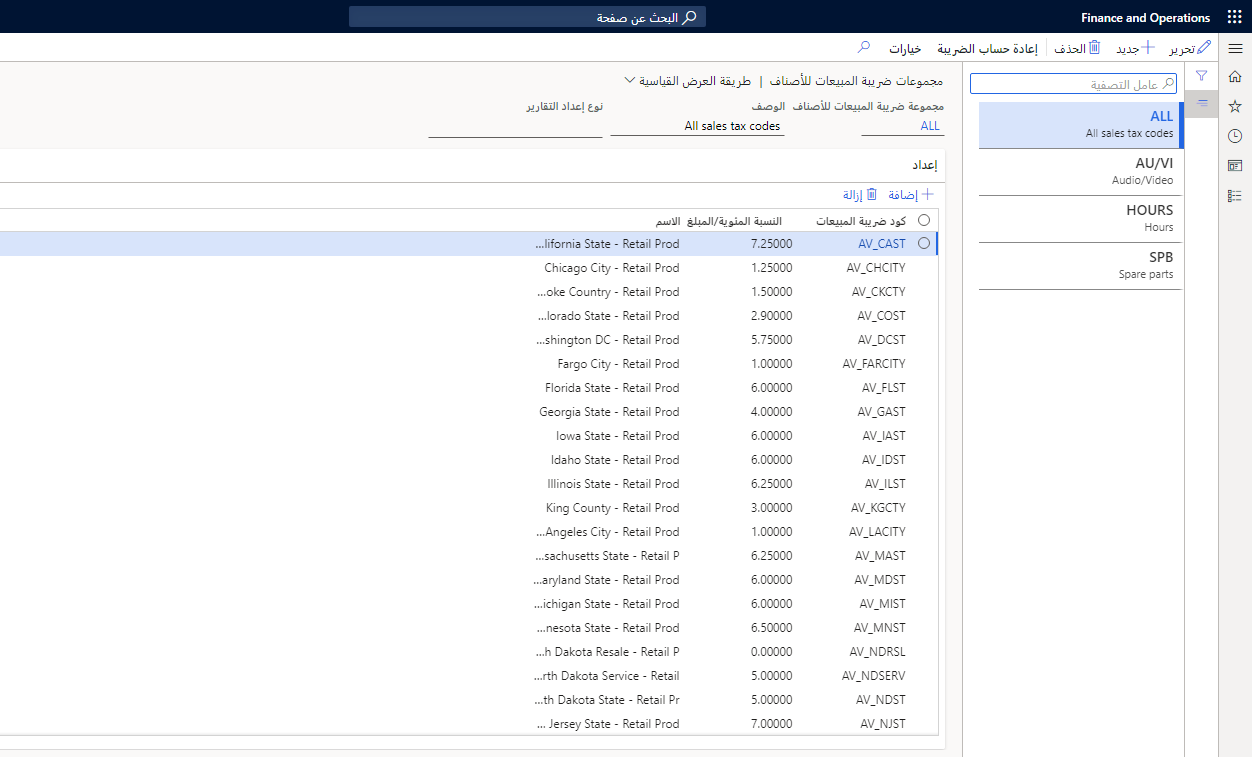 Finance and Operations
البحث عن صفحة
تحرير
جديد
الحذف
إعادة حساب الضريبة
خيارات
عامل التصفية
ALL
All sales tax codes
AU/VI
Audio/Video
HOURS
Hours
SPB
Spare parts
مجموعات ضريبة المبيعات للأصناف | طريقة العرض القياسية
مجموعة ضريبة المبيعات للأصناف الوصف نوع إعداد التقارير
ALL All sales tax codes
إعداد
إضافة إزالة
كود ضريبة المبيعات النسبة المئوية/المبلغ الاسم
AV_CAST 7.25000 ...lifornia State - Retail Prod
AV_CHCITY 1.25000 Chicago City - Retail Prod
AV_CKCTY 1.50000 ...oke Country - Retail Prod
AV_COST 2.90000 ...lorado State - Retail Prod
AV_DCST 5.75000 ...shington DC - Retail Prod
AV_FARCITY 1.00000 Fargo City - Retail Prod
AV_FLST 6.00000 Florida State - Retail Prod
AV_GAST 4.00000 Georgia State - Retail Prod
AV_IAST 6.00000 Iowa State - Retail Prod
AV_IDST 6.00000 Idaho State - Retail Prod
AV_ILST 6.25000 Illinois State - Retail Prod
AV_KGCTY 3.00000 King County - Retail Prod
AV_LACITY 1.00000 ...Angeles City - Retail Prod
AV_MAST 6.25000 ...sachusetts State - Retail P
AV_MDST 6.00000 ...aryland State - Retail Prod
AV_MIST 6.00000 ...ichigan State - Retail Prod
AV_MNST 6.50000 ...nesota State - Retail Prod
AV_NDRSL 0.00000 ...h Dakota Resale - Retail P
AV_NDSERV 5.00000 ...rth Dakota Service - Retail
AV_NDST 5.00000 ...th Dakota State - Retail Pr
AV_NJST 7.00000 ... Jersey State - Retail Prod